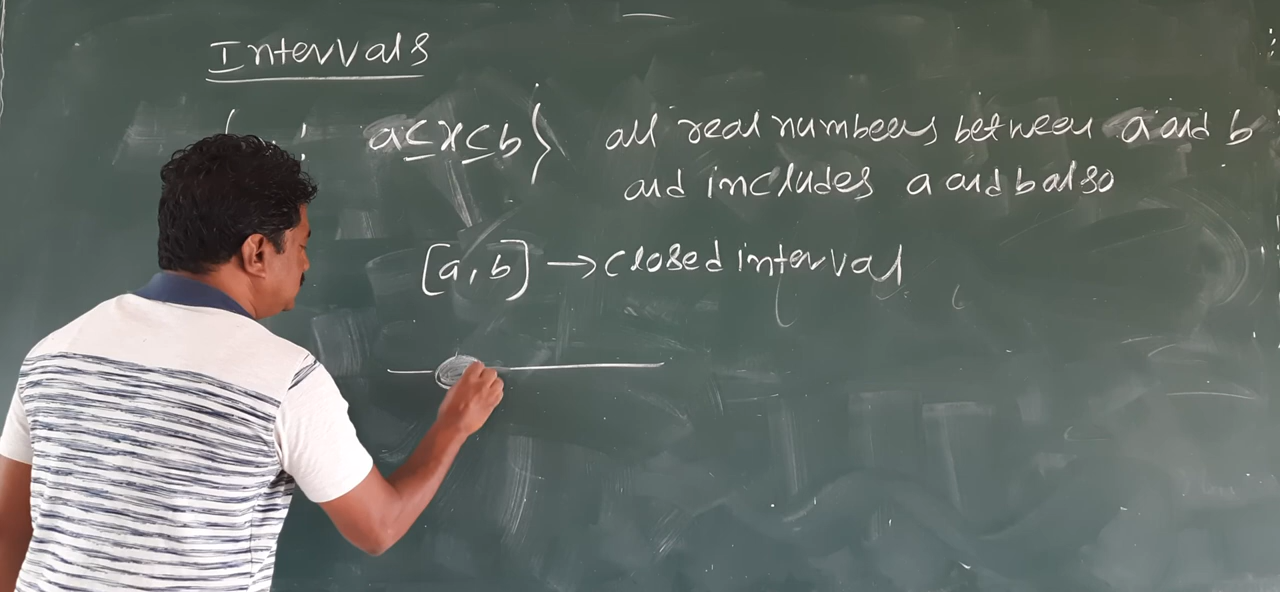 Intervals
{ : a≤x≤b} all real numbers between a and b
and includes a and b also
[a, b] → closed interval